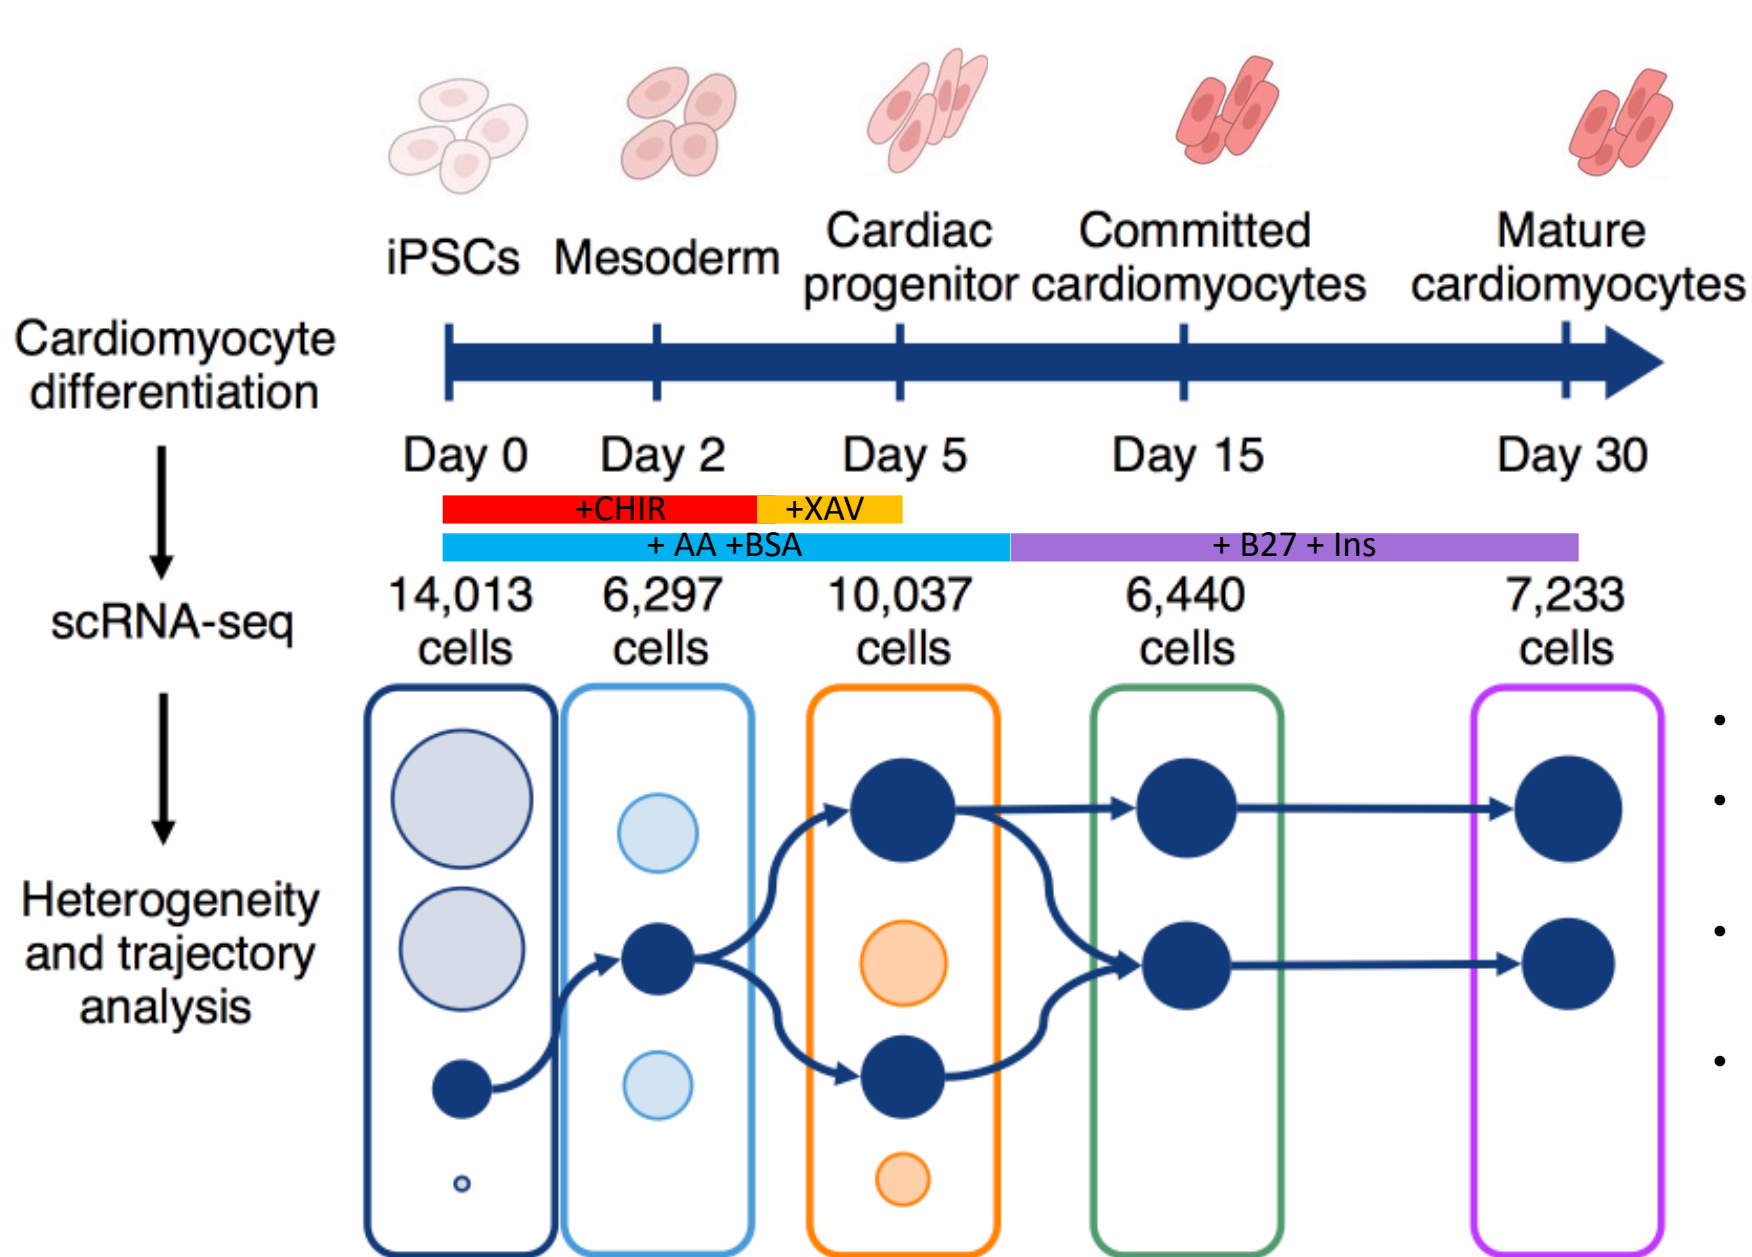 iPSCs
Mesoderm
Cardiac
progenitor
Committed
cardiomyocytes
Mature
cardiomyocytes
Cardiomyocyte
differentiation
Day 0
Day 2
Day 5
Day 15
Day 30
+CHIR
+XAV
+ AA +BSA
+ B27 + Ins
scRNA-seq
14,013
cells
6,297
cells
10,037
cells
6,440
cells
7,233
cells
Heterogeneity
and trajectory
analysis